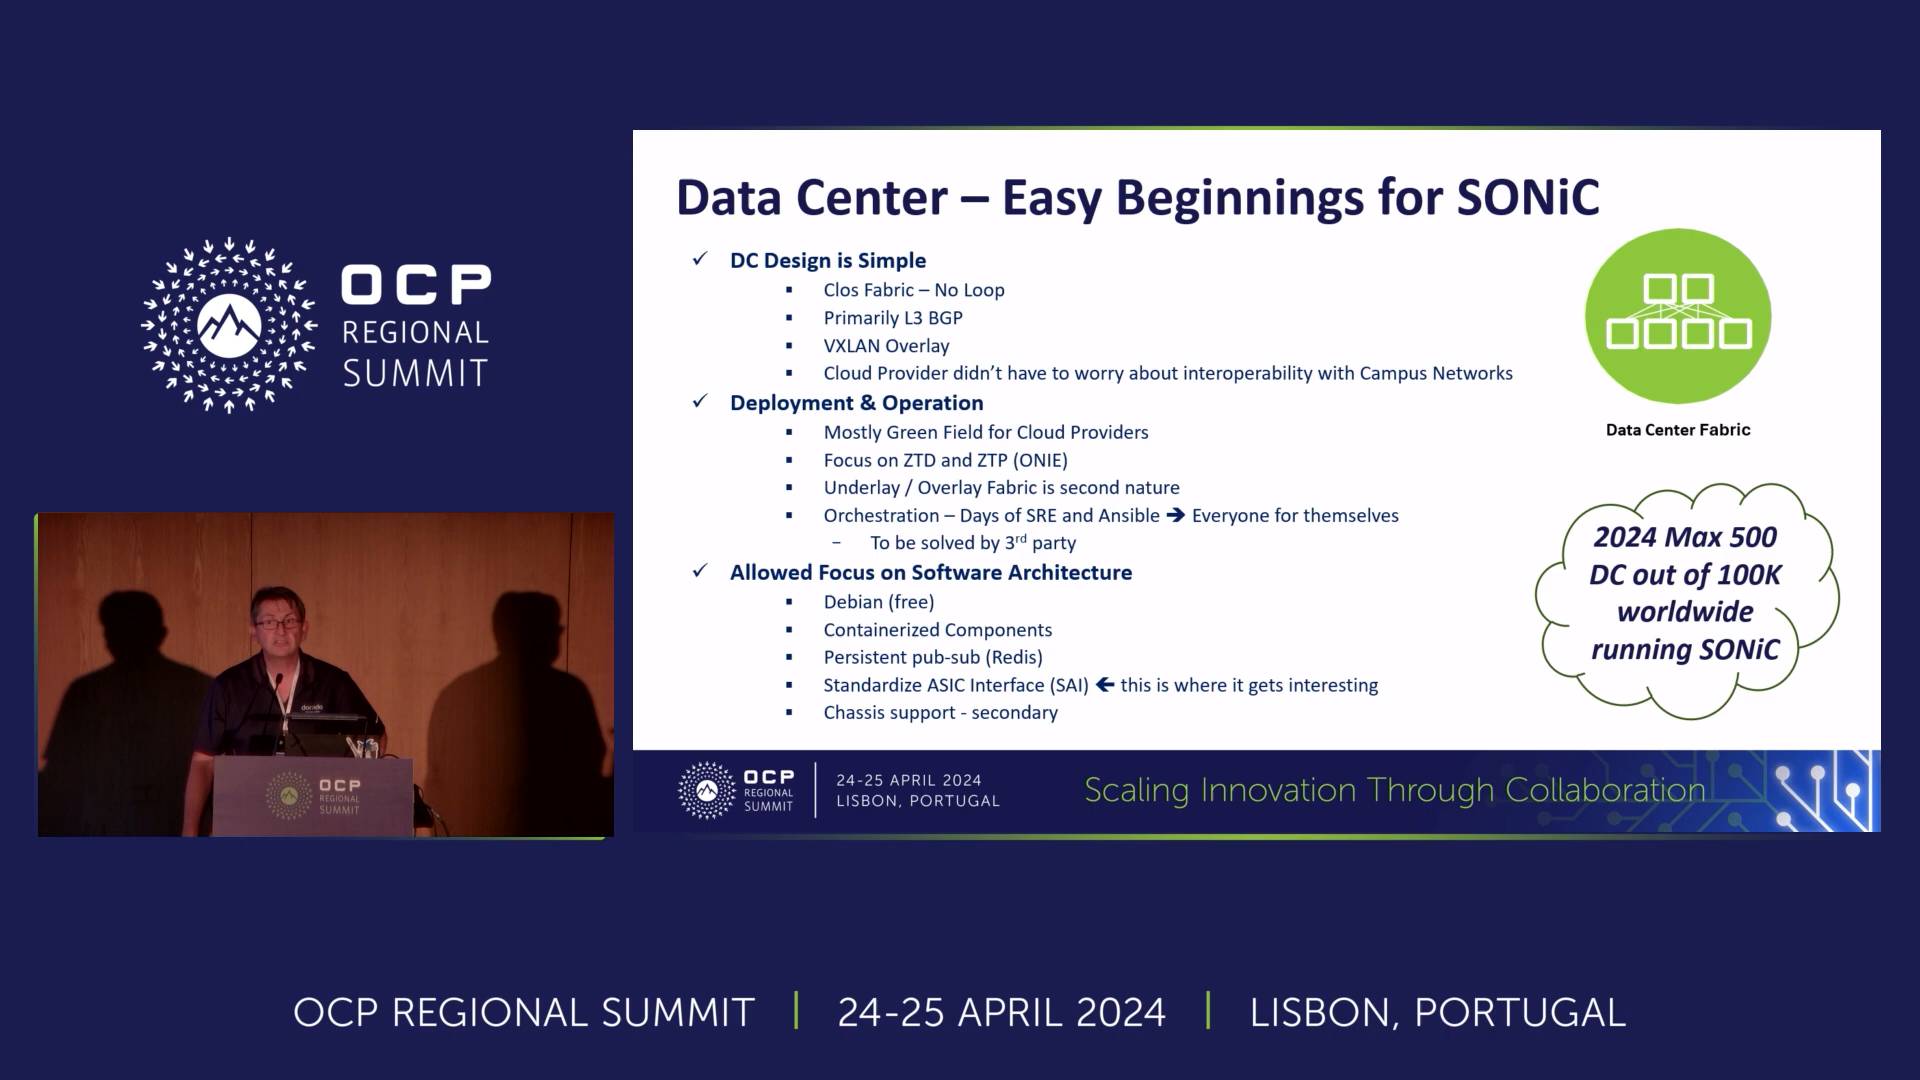 OCP
REGIONAL
SUMMIT
Data Center – Easy Beginnings for SONiC
✓ DC Design is Simple
▪ Clos Fabric – No Loop
▪ Primarily L3 BGP
▪ VXLAN Overlay
▪ Cloud Provider didn’t have to worry about interoperability with Campus Networks
✓ Deployment & Operation
▪ Mostly Green Field for Cloud Providers
▪ Focus on ZTD and ZTP (ONIE)
▪ Underlay / Overlay Fabric is second nature
▪ Orchestration – Days of SRE and Ansible ➔ Everyone for themselves
− To be solved by 3rd party
✓ Allowed Focus on Software Architecture
▪ Debian (free)
▪ Containerized Components
▪ Persistent pub-sub (Redis)
▪ Standardize ASIC Interface (SAI) 🡸 this is where it gets interesting
▪ Chassis support - secondary
Data Center Fabric
2024 Max 500
DC out of 100K
worldwide
running SONiC
OCP
REGIONAL
SUMMIT
24-25 APRIL 2024
LISBON, PORTUGAL
Scaling Innovation Through Collaboration
dorado
OCP
REGIONAL
SUMMIT
OCP REGIONAL SUMMIT | 24-25 APRIL 2024 | LISBON, PORTUGAL